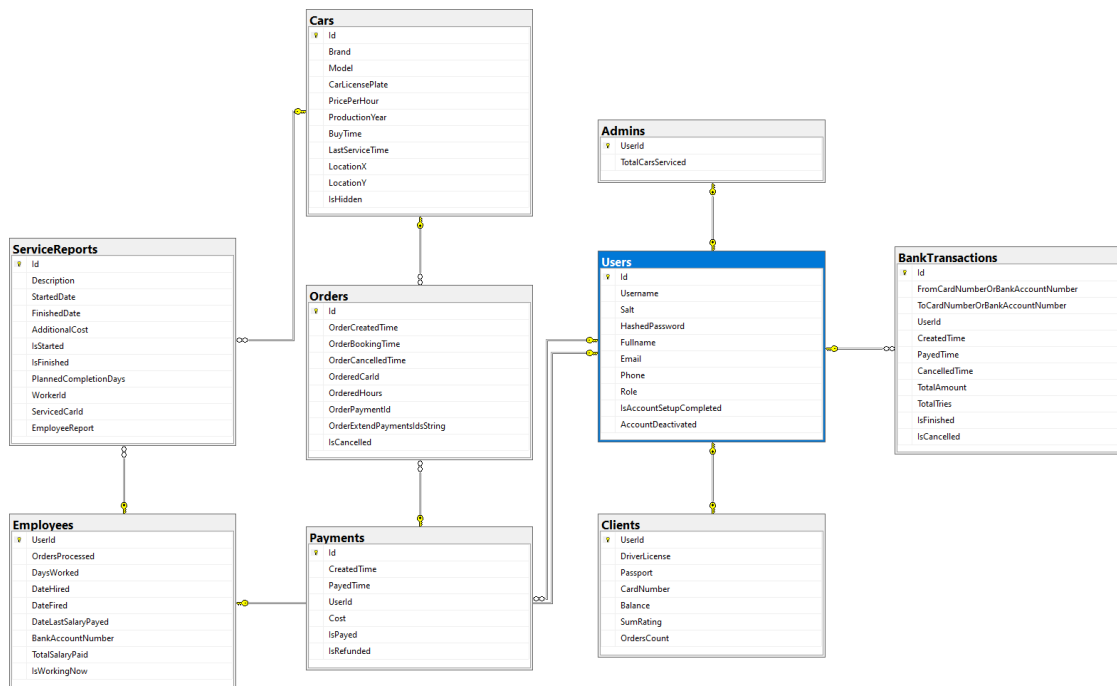 Cars
Id
Brand
Model
CarLicensePlate
PricePerHour
ProductionYear
BuyTime
LastServiceTime
LocationX
LocationY
IsHidden
Admins
UserId
TotalCarsServiced
ServiceReports
Id
Description
StartedDate
FinishedDate
AdditionalCost
IsStarted
IsFinished
PlannedCompletionDays
WorkerId
ServicedCarId
EmployeeReport
Orders
Id
OrderCreatedTime
OrderBookingTime
OrderCancelledTime
OrderedCarId
OrderedHours
OrderPaymentId
OrderExtendPaymentsIdsString
IsCancelled
Users
Id
Username
Salt
HashedPassword
Fullname
Email
Phone
Role
IsAccountSetupCompleted
AccountDeactivated
BankTransactions
Id
FromCardNumberOrBankAccountNumber
ToCardNumberOrBankAccountNumber
UserId
CreatedTime
PayedTime
CancelledTime
TotalAmount
TotalTries
IsFinished
IsCancelled
Employees
UserId
OrdersProcessed
DaysWorked
DateHired
DateFired
DateLastSalaryPayed
BankAccountNumber
TotalSalaryPaid
IsWorkingNow
Payments
Id
CreatedTime
PayedTime
UserId
Cost
IsPayed
IsRefunded
Clients
UserId
DriverLicense
Passport
CardNumber
Balance
SumRating
OrdersCount